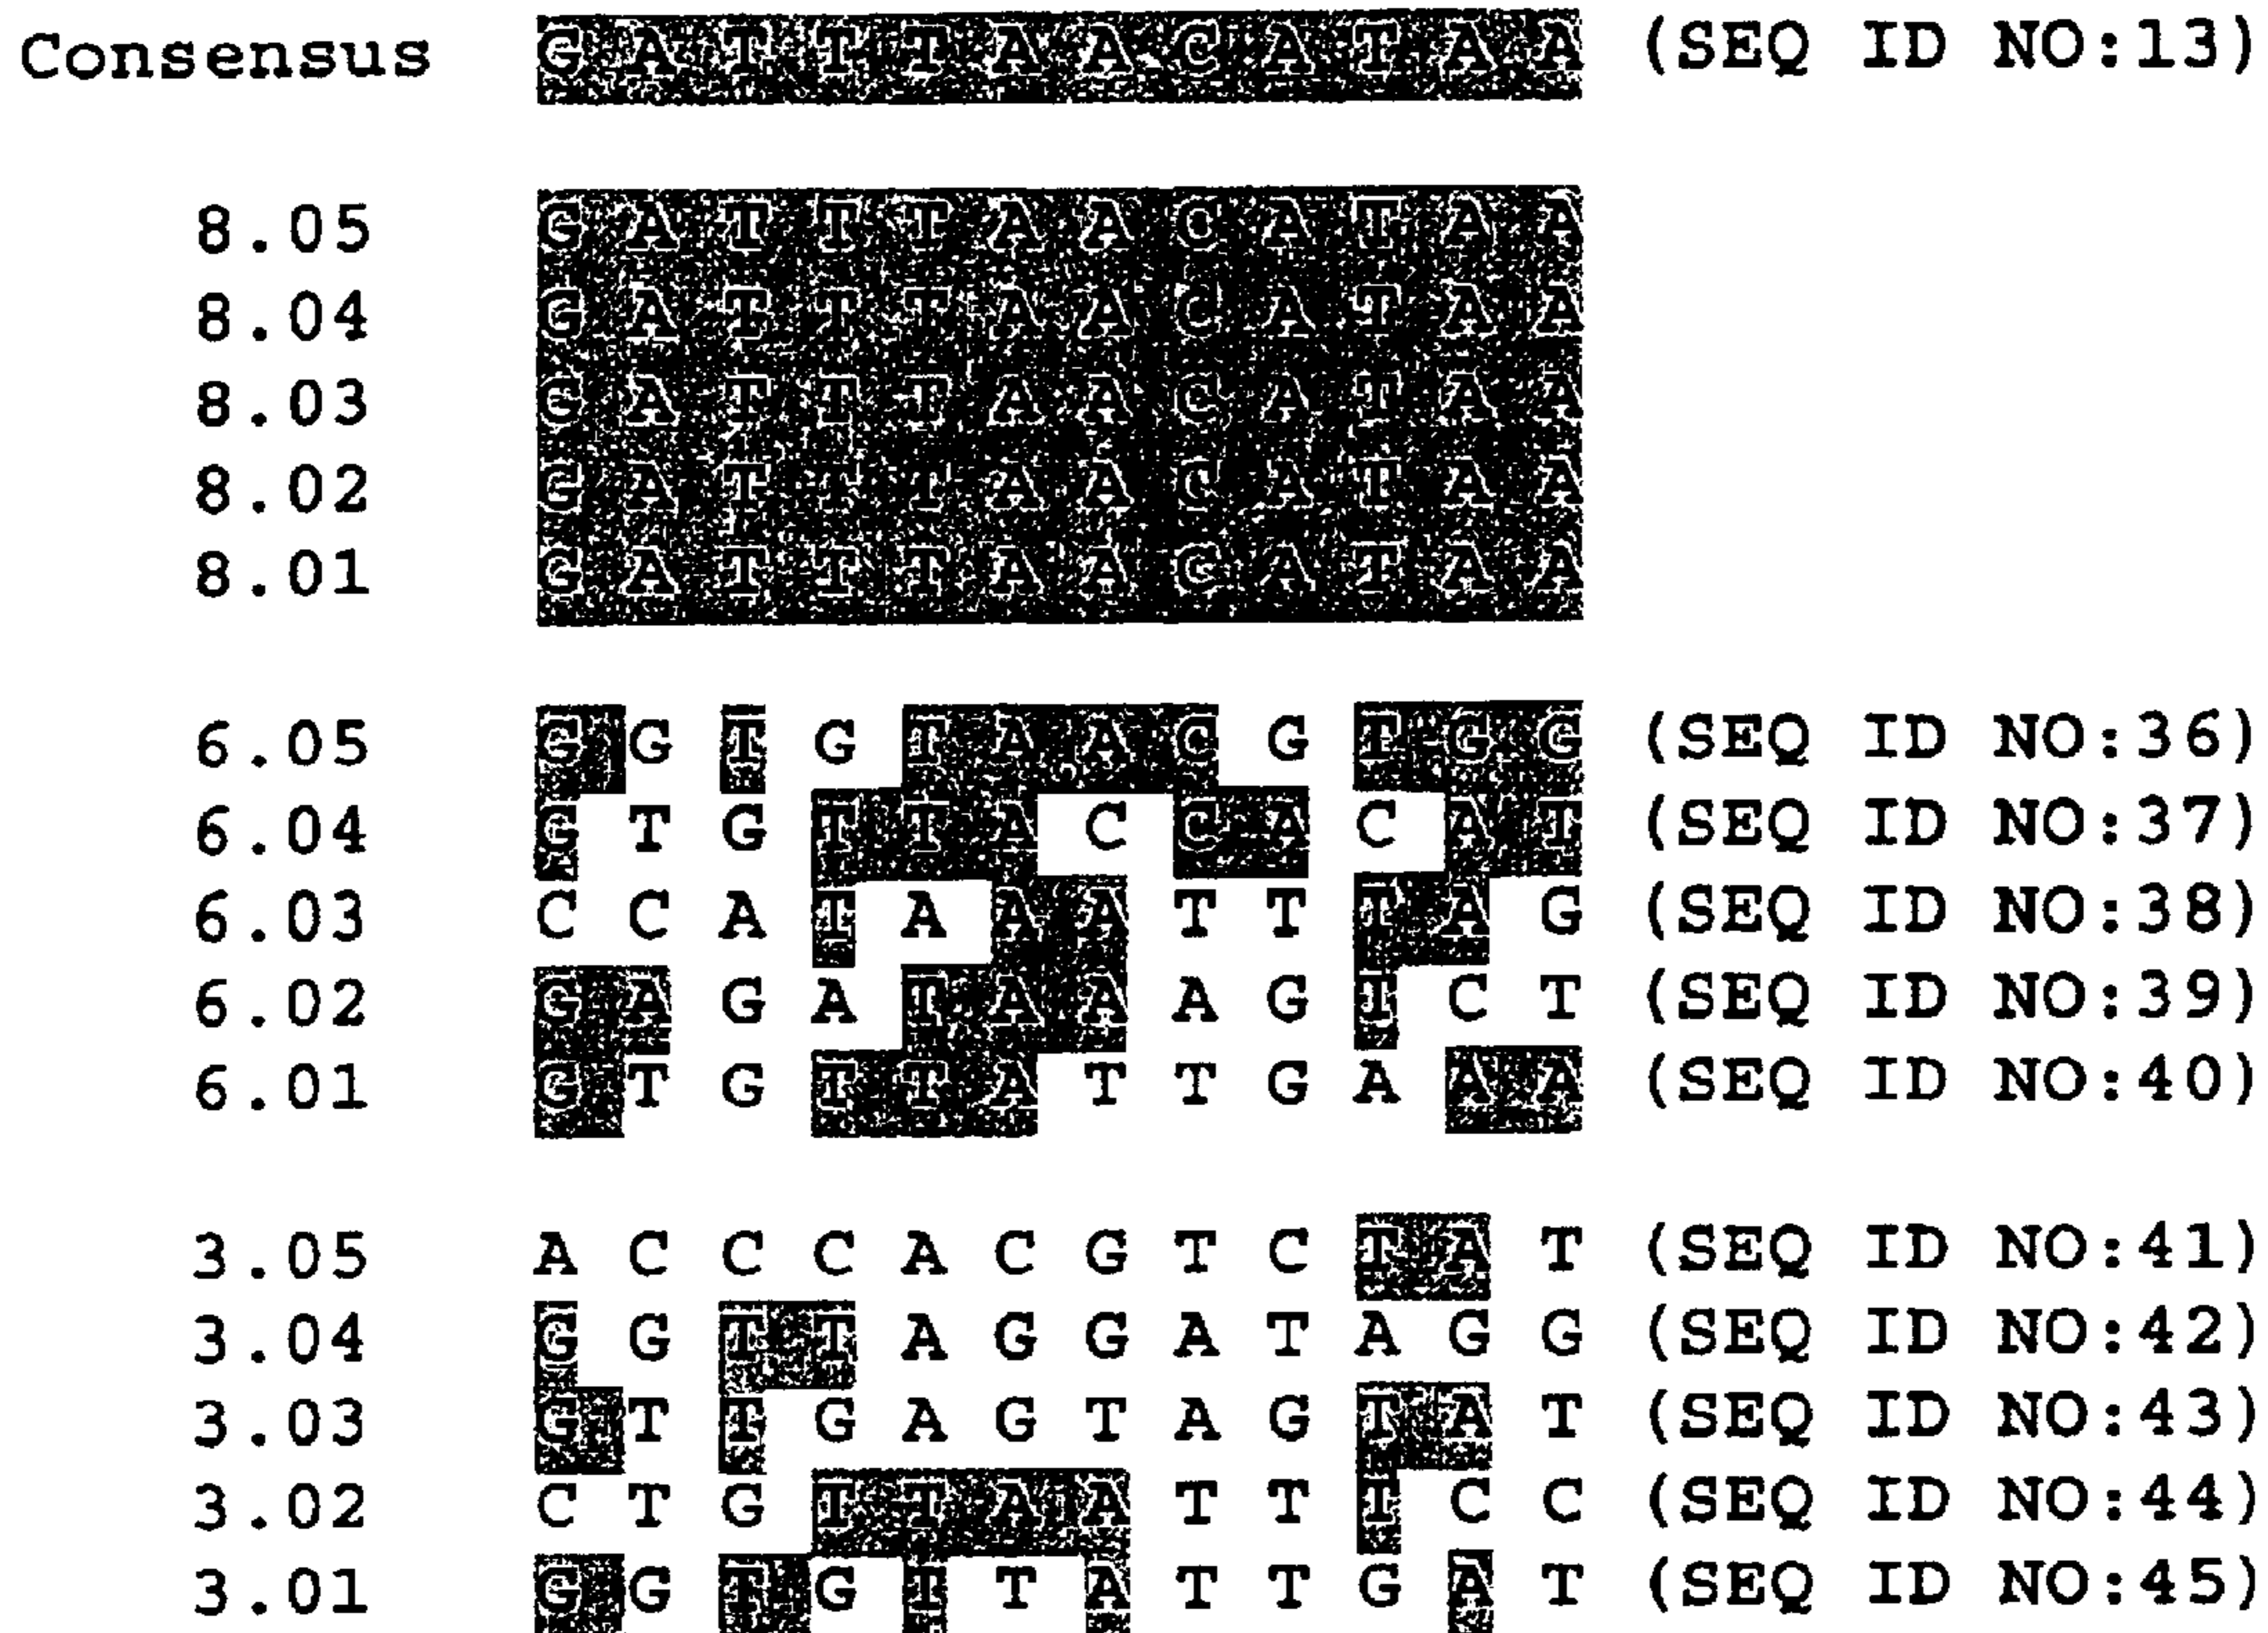 Consensus G A T T T A A C A T A A (SEQ ID NO:13)
8.05 G A T T T A A C A T A A
8.04 G A T T T A A C A T A A
8.03 G A T T T A A C A T A A
8.02 G A T T T A A C A T A A
8.01 G A T T T A A C A T A A
6.05 G G T G T A A C G T G G (SEQ ID NO:36)
6.04 G T G T T A C C A C A T (SEQ ID NO:37)
6.03 C C A T A A A T T T A G (SEQ ID NO:38)
6.02 G A G A T A A A G T C T (SEQ ID NO:39)
6.01 G T G T T A T T G A A A (SEQ ID NO:40)
3.05 A C C C A C G T C T A T (SEQ ID NO:41)
3.04 G G T T A G G A T A G G (SEQ ID NO:42)
3.03 G T T G A G T A G T A T (SEQ ID NO:43)
3.02 C T G T T A A T T T C C (SEQ ID NO:44)
3.01 G G T G T T A T T G A T (SEQ ID NO:45)